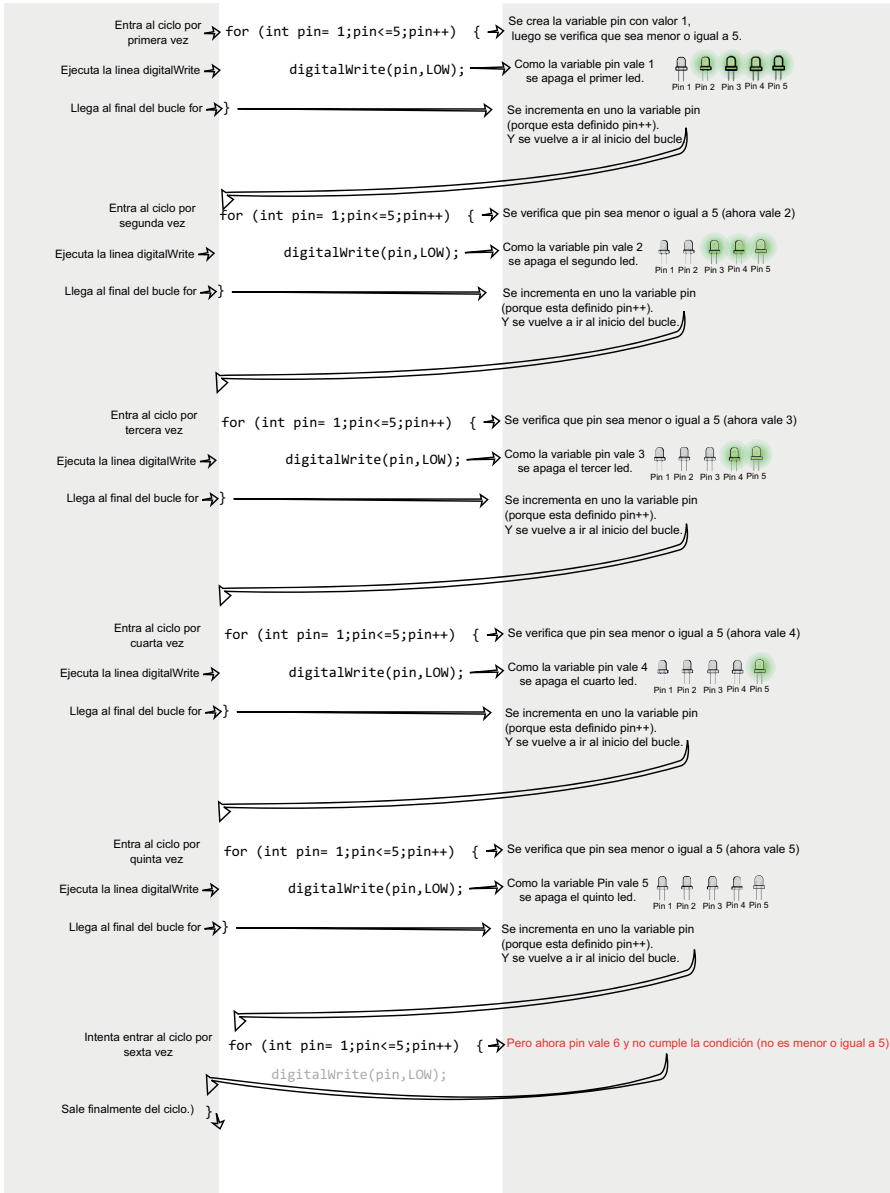 Entra al ciclo por
primera vez
for (int pin= 1;pin<=5;pin++) {
Se crea la variable pin con valor 1,
luego se verifica que sea menor o igual a 5.
Ejecuta la linea digitalWrite
digitalWrite(pin,LOW);
Como la variable pin vale 1
se apaga el primer led.
Pin 1 Pin 2 Pin 3 Pin 4 Pin 5
Llega al final del bucle for
}
Se incrementa en uno la variable pin
(porque esta definido pin++).
Y se vuelve a ir al inicio del bucle.
Entra al ciclo por
segunda vez
for (int pin= 1;pin<=5;pin++) {
Se verifica que pin sea menor o igual a 5 (ahora vale 2)
Ejecuta la linea digitalWrite
digitalWrite(pin,LOW);
Como la variable pin vale 2
se apaga el segundo led.
Pin 1 Pin 2 Pin 3 Pin 4 Pin 5
Llega al final del bucle for
}
Se incrementa en uno la variable pin
(porque esta definido pin++).
Y se vuelve a ir al inicio del bucle.
Entra al ciclo por
tercera vez
for (int pin= 1;pin<=5;pin++) {
Se verifica que pin sea menor o igual a 5 (ahora vale 3)
Ejecuta la linea digitalWrite
digitalWrite(pin,LOW);
Como la variable pin vale 3
se apaga el tercer led.
Pin 1 Pin 2 Pin 3 Pin 4 Pin 5
Llega al final del bucle for
}
Se incrementa en uno la variable pin
(porque esta definido pin++).
Y se vuelve a ir al inicio del bucle.
Entra al ciclo por
cuarta vez
for (int pin= 1;pin<=5;pin++) {
Se verifica que pin sea menor o igual a 5 (ahora vale 4)
Ejecuta la linea digitalWrite
digitalWrite(pin,LOW);
Como la variable pin vale 4
se apaga el cuarto led.
Pin 1 Pin 2 Pin 3 Pin 4 Pin 5
Llega al final del bucle for
}
Se incrementa en uno la variable pin
(porque esta definido pin++).
Y se vuelve a ir al inicio del bucle.
Entra al ciclo por
quinta vez
for (int pin= 1;pin<=5;pin++) {
Se verifica que pin sea menor o igual a 5 (ahora vale 5)
Ejecuta la linea digitalWrite
digitalWrite(pin,LOW);
Como la variable Pin vale 5
se apaga el quinto led.
Pin 1 Pin 2 Pin 3 Pin 4 Pin 5
Llega al final del bucle for
}
Se incrementa en uno la variable pin
(porque esta definido pin++).
Y se vuelve a ir al inicio del bucle.
Intenta entrar al ciclo por
sexta vez
for (int pin= 1;pin<=5;pin++) {
Pero ahora pin vale 6 y no cumple la condición (no es menor o igual a 5)
digitalWrite(pin,LOW);
Sale finalmente del ciclo.)
}